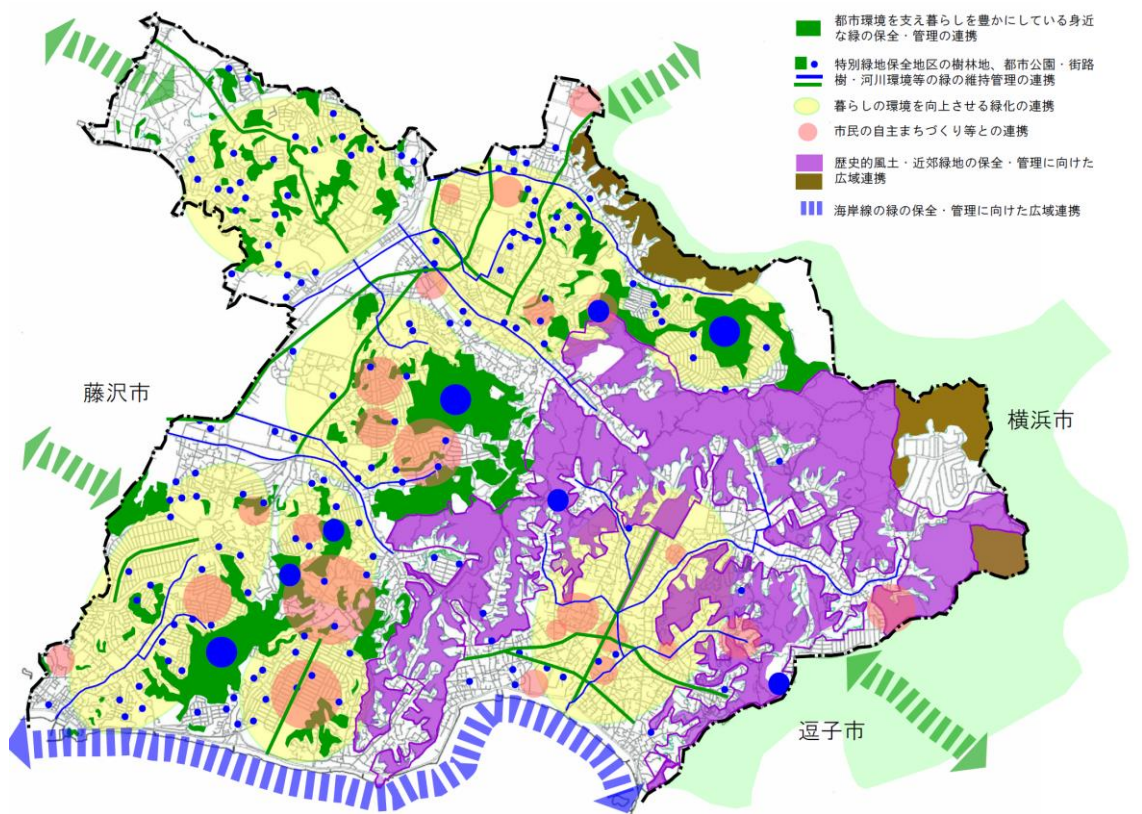 都市環境を支え暮らしを豊かにしている身近
な緑の保全・管理の連携
特別緑地保全地区の樹林地、都市公園・街路
樹・河川環境等の緑の維持管理の連携
暮らしの環境を向上させる緑化の連携
市民の自主まちづくり等との連携
歴史的風土・近郊緑地の保全・管理に向けた
広域連携
海岸線の緑の保全・管理に向けた広域連携
藤沢市
横浜市
逗子市